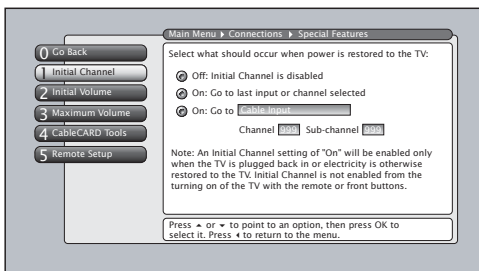 Main Menu ▸ Connections ▸ Special Features
0 Go Back
1 Initial Channel
2 Initial Volume
3 Maximum Volume
4 CableCARD Tools
5 Remote Setup
Select what should occur when power is restored to the TV:
Off: Initial Channel is disabled
On: Go to last input or channel selected
On: Go to Cable Input
Channel 999 Sub-channel 999
Note: An Initial Channel setting of "On" will be enabled only
when the TV is plugged back in or electricity is otherwise
restored to the TV. Initial Channel is not enabled from the
turning on of the TV with the remote or front buttons.
Press ▴ or ▾ to point to an option, then press OK to
select it. Press ◂ to return to the menu.